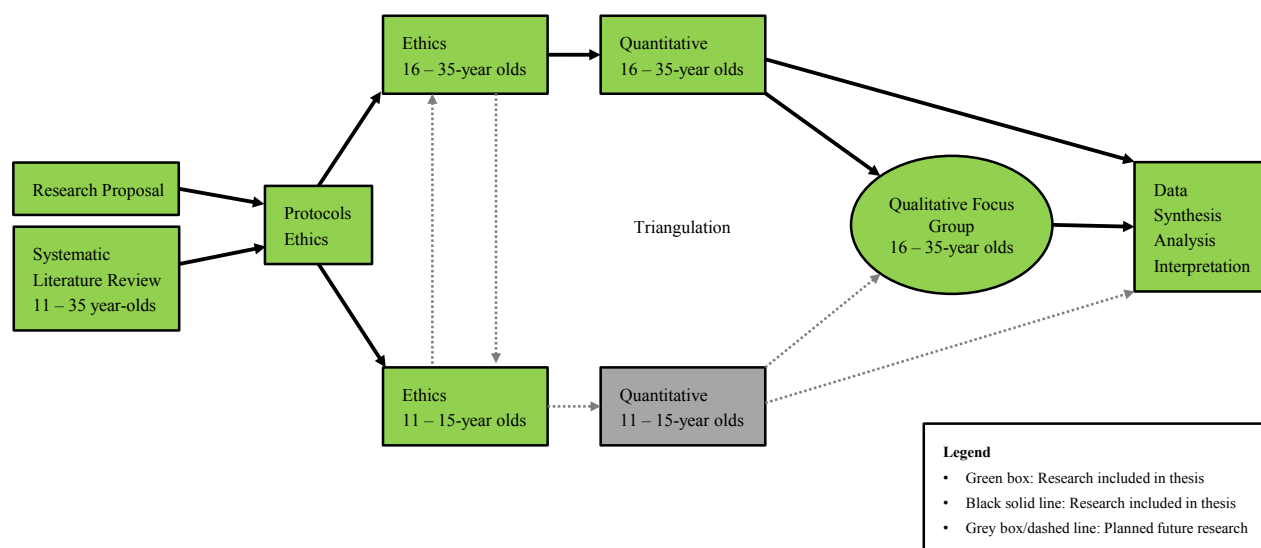 Ethics
16 – 35-year olds
Quantitative
16 – 35-year olds
Research Proposal
Systematic
Literature Review
11 – 35 year-olds
Protocols
Ethics
Triangulation
Qualitative Focus
Group
16 – 35-year olds
Data
Synthesis
Analysis
Interpretation
Ethics
11 – 15-year olds
Quantitative
11 – 15-year olds
Legend
• Green box: Research included in thesis
• Black solid line: Research included in thesis
• Grey box/dashed line: Planned future research